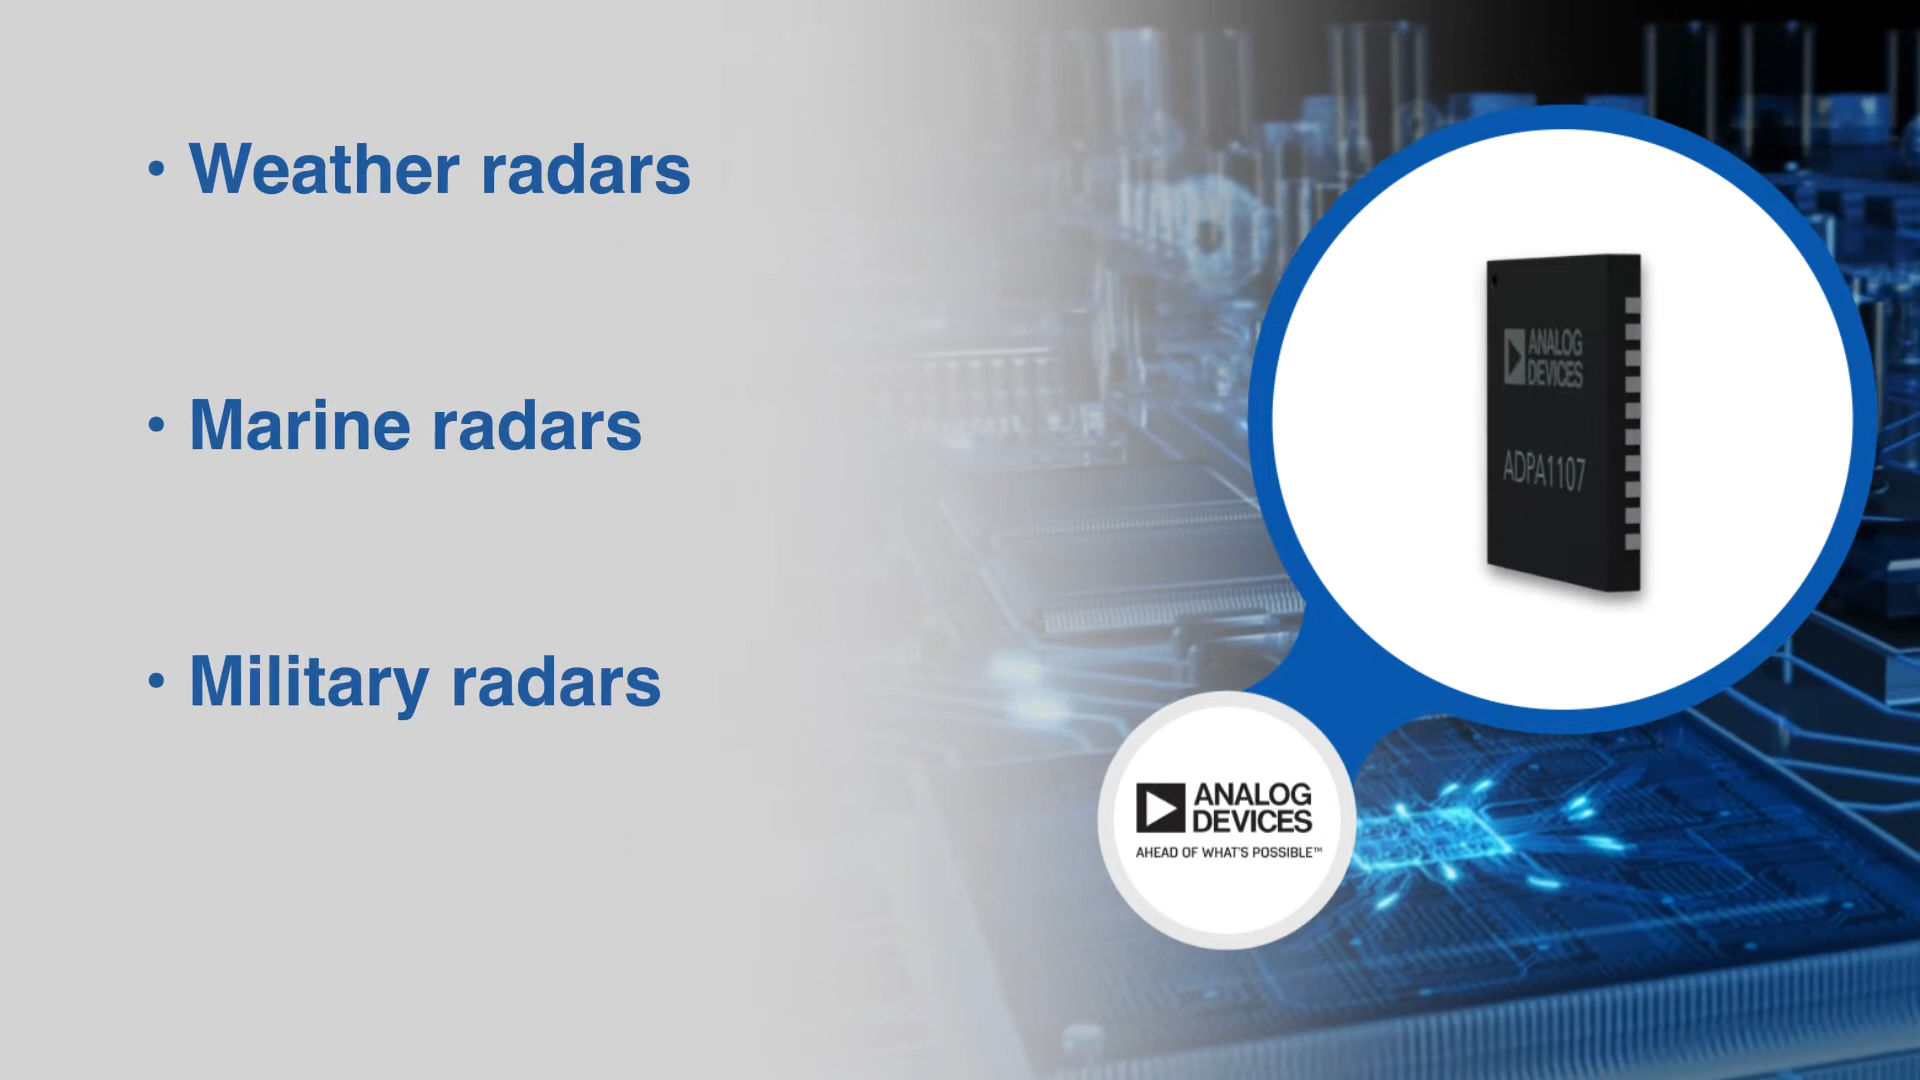 • Weather radars
• Marine radars
• Military radars
ANALOG
DEVICES
ADPA1107
ANALOG
DEVICES
AHEAD OF WHAT'S POSSIBLE™